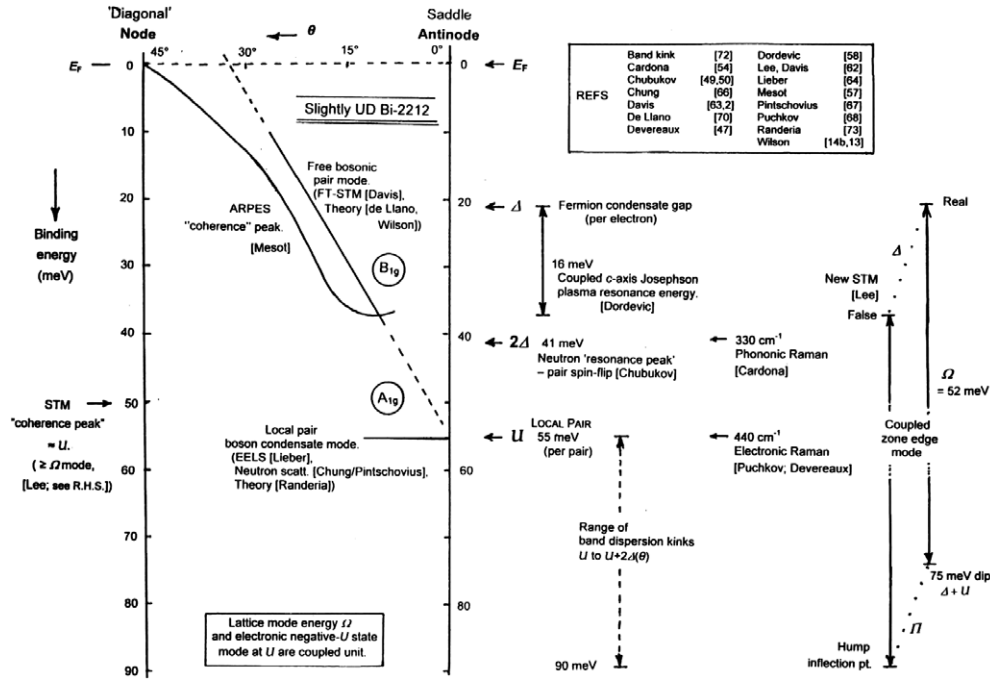 'Diagonal'
Node
45°
30°
15°
0°
θ
Saddle
Antinode
E_F
0
10
20
30
40
50
60
70
80
90
Binding
energy
(meV)
STM
"coherence peak"
≈ U.
( ≥ Ω mode,
[Lee; see R.H.S.])
Slightly UD Bi-2212
Free bosonic
pair mode.
(FT-STM [Davis],
Theory [de Llano,
Wilson])
ARPES
"coherence" peak.
[Mesot]
B1g
A1g
Local pair
boson condensate mode.
(EELS [Lieber],
Neutron scatt. [Chung/Pintschovius],
Theory [Randeria])
Lattice mode energy Ω
and electronic negative-U state
mode at U are coupled unit.
0
20
40
60
80
E_F
REFS
Band kink [72] Dordevic [58]
Cardona [54] Lee, Davis [62]
Chubukov [49,50] Lieber [64]
Chung [66] Mesot [57]
Davis [63,2] Pintschovius [67]
De Llano [70] Puchkov [68]
Devereaux [47] Randeria [73]
Wilson [14b,13]
Δ Fermion condensate gap
(per electron)
16 meV
Coupled c-axis Josephson
plasma resonance energy.
[Dordevic]
2Δ 41 meV
Neutron 'resonance peak'
– pair spin-flip [Chubukov]
330 cm⁻¹
Phononic Raman
[Cardona]
U LOCAL PAIR
55 meV
(per pair)
440 cm⁻¹
Electronic Raman
[Puchkov; Devereaux]
Range of
band dispersion kinks
U to U+2Δ(θ)
90 meV
Real
Δ
New STM
[Lee]
False
Ω
= 52 meV
Coupled
zone edge
mode
75 meV dip
Δ + U
Π
Hump
inflection pt.